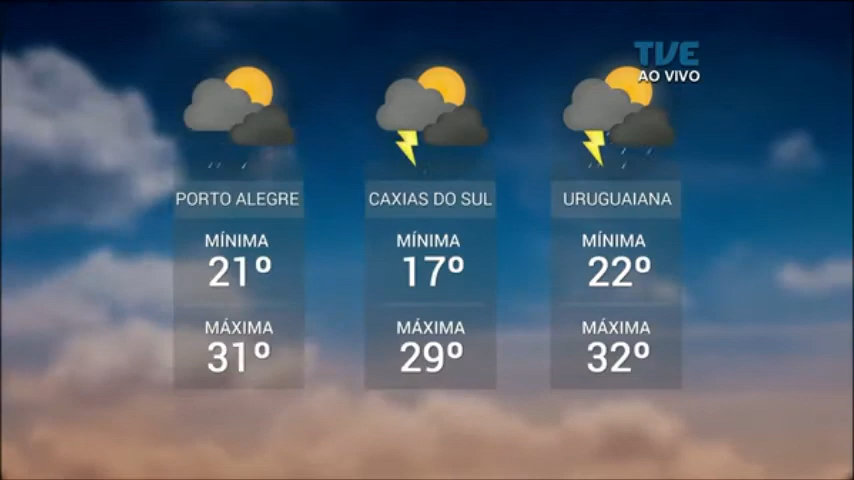 TVE
AO VIVO
PORTO ALEGRE
MÍNIMA
21º
MÁXIMA
31º
CAXIAS DO SUL
MÍNIMA
17º
MÁXIMA
29º
URUGUAIANA
MÍNIMA
22º
MÁXIMA
32º